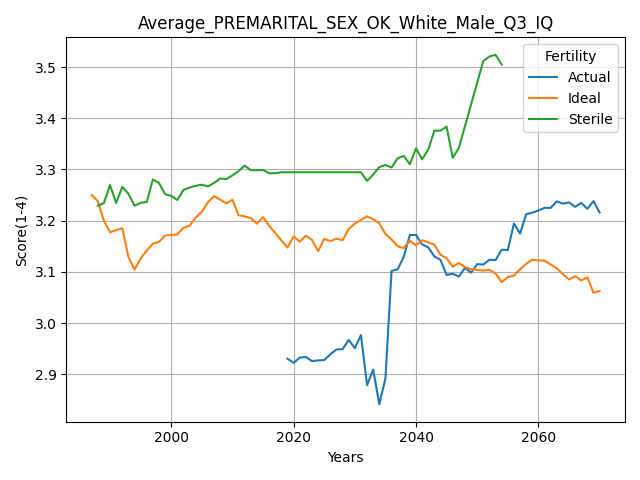 Average_PREMARITAL_SEX_OK_White_Male_Q3_IQ
Fertility
Actual
Ideal
Sterile
Score(1-4)
3.5
3.4
3.3
3.2
3.1
3.0
2.9
2000
2020
2040
2060
Years